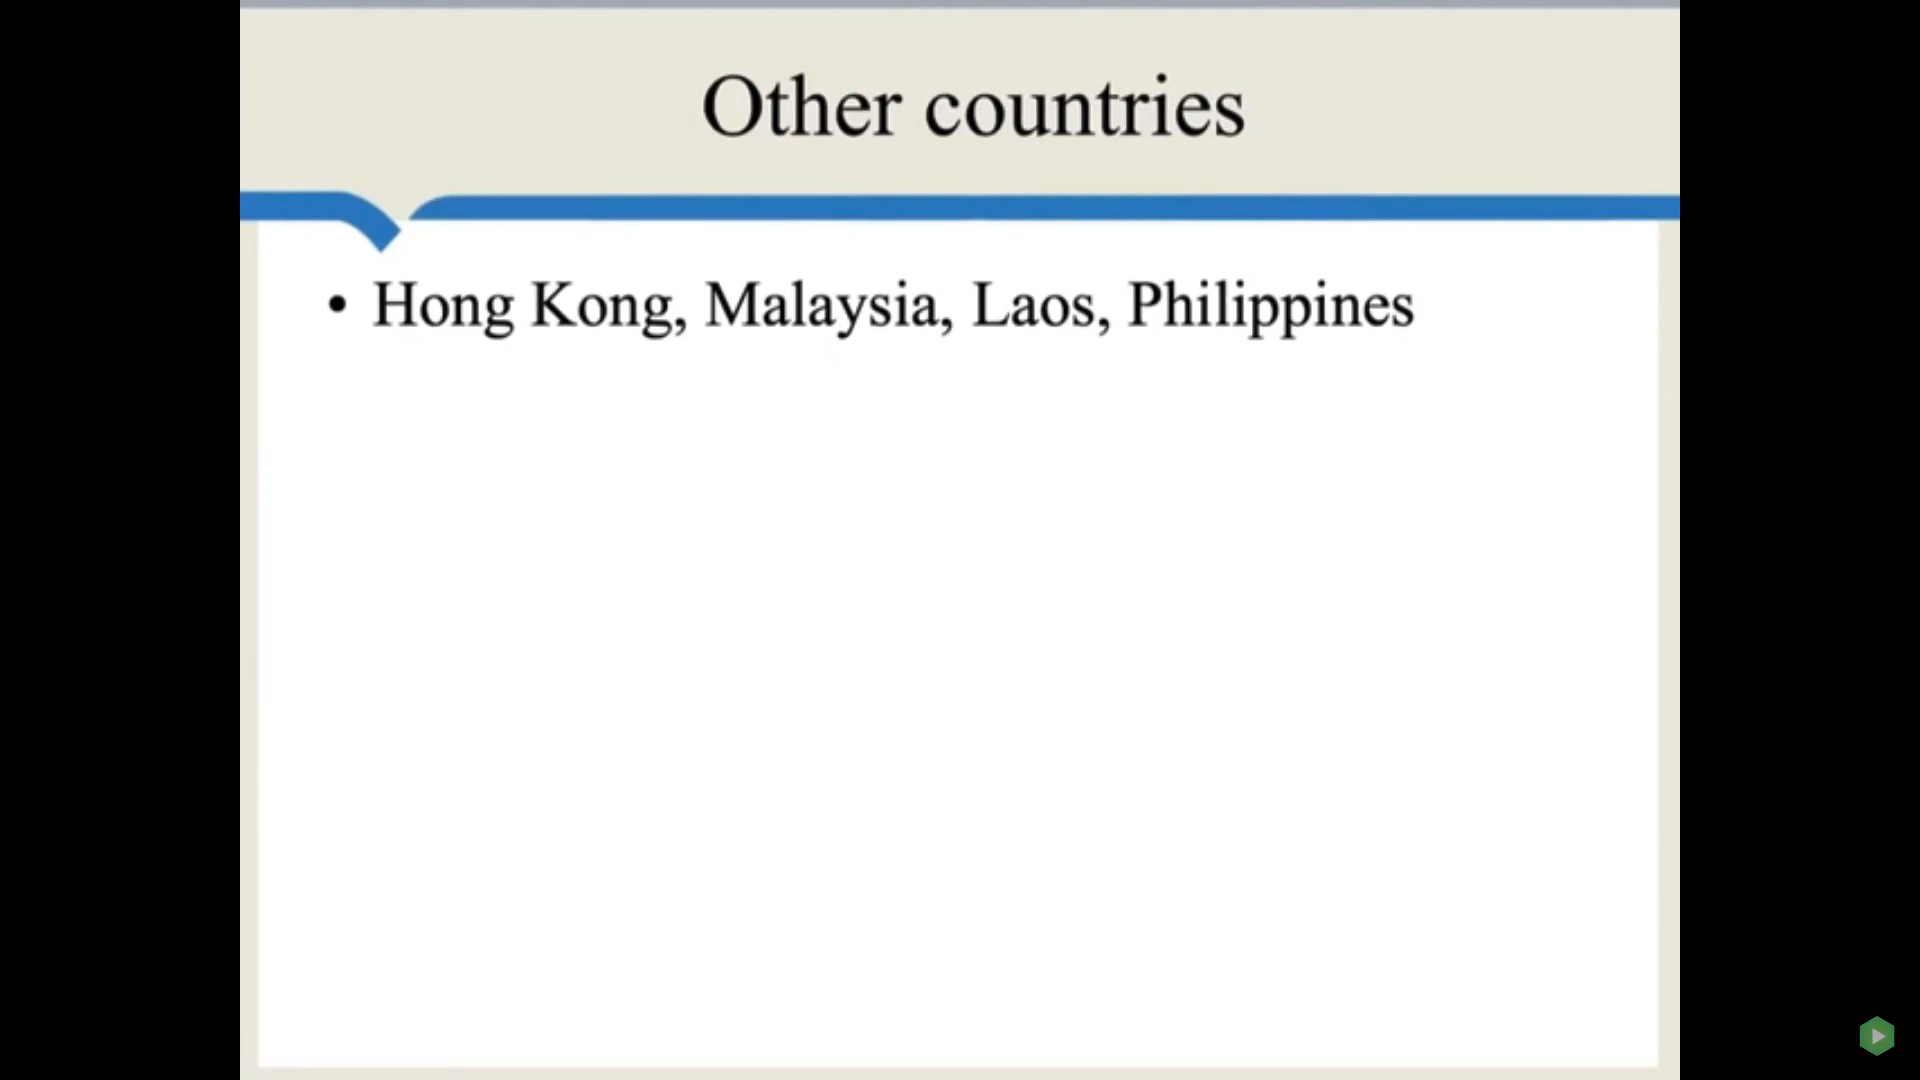 Other countries
• Hong Kong, Malaysia, Laos, Philippines